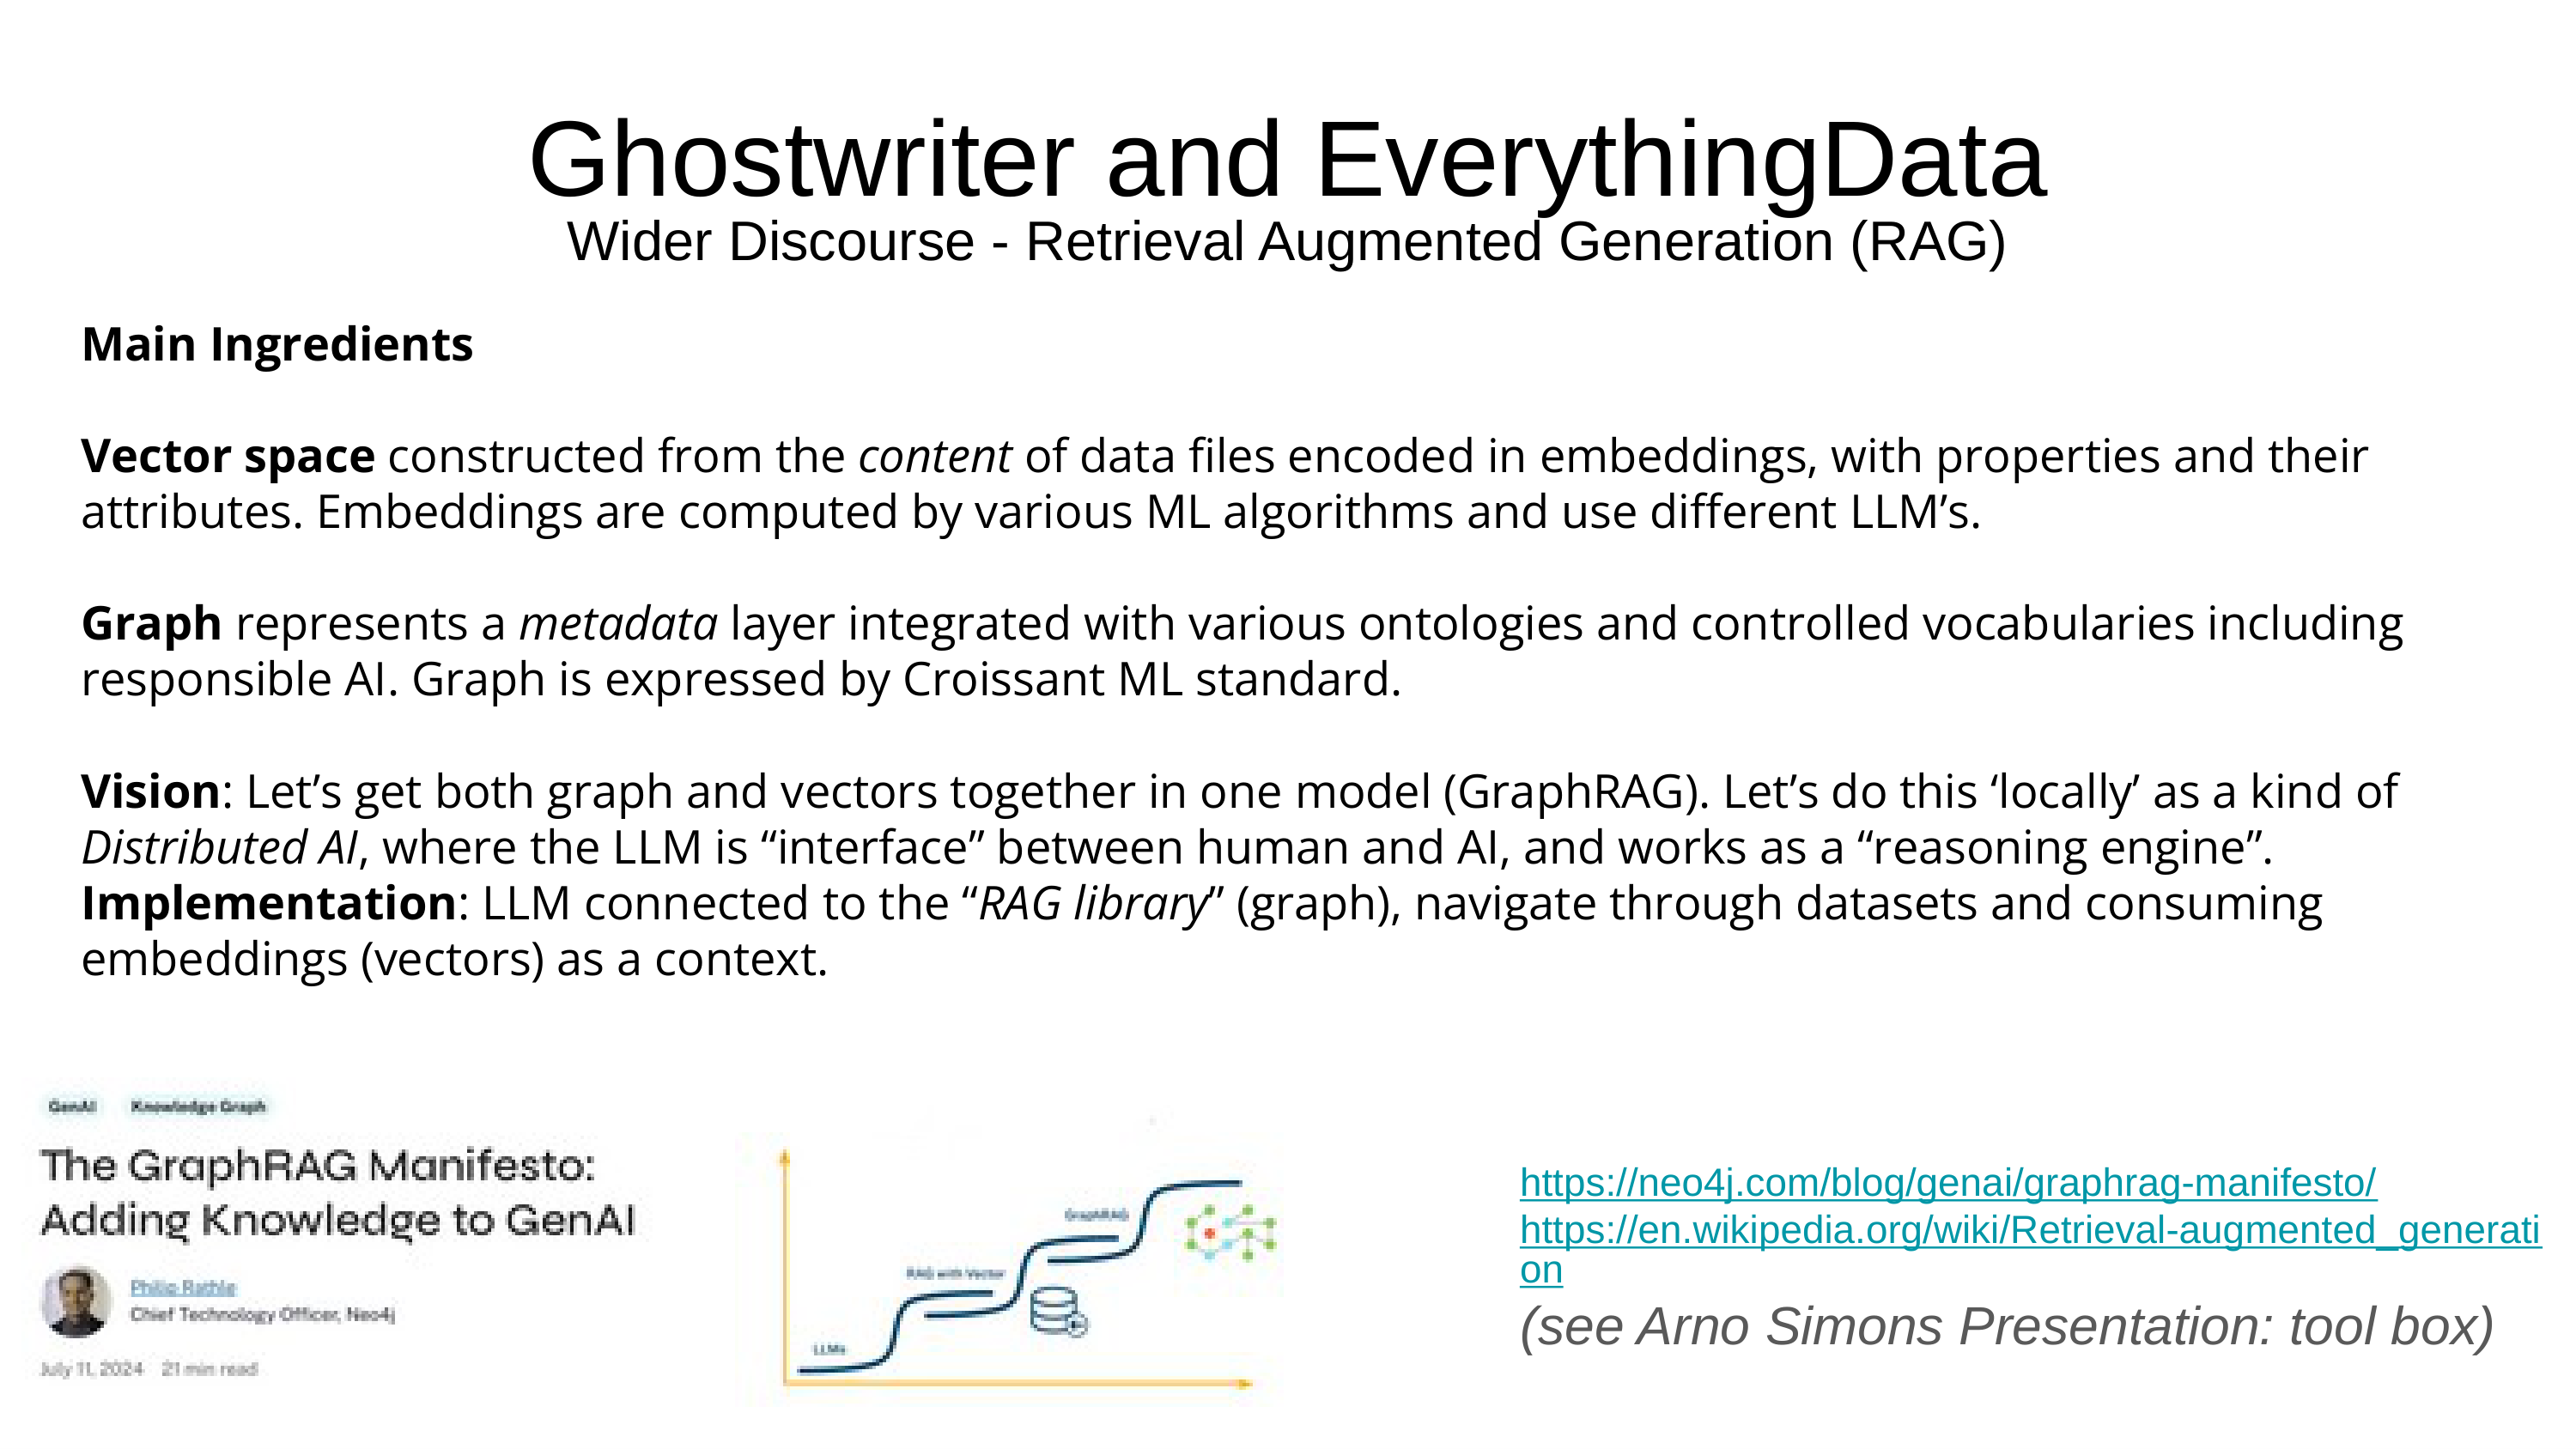 Ghostwriter and EverythingData
Wider Discourse - Retrieval Augmented Generation (RAG)
Main Ingredients
Vector space constructed from the content of data files encoded in embeddings, with properties and their
attributes. Embeddings are computed by various ML algorithms and use different LLM’s.
Graph represents a metadata layer integrated with various ontologies and controlled vocabularies including
responsible AI. Graph is expressed by Croissant ML standard.
Vision: Let’s get both graph and vectors together in one model (GraphRAG). Let’s do this ‘locally’ as a kind of
Distributed AI, where the LLM is “interface” between human and AI, and works as a “reasoning engine”.
Implementation: LLM connected to the “RAG library” (graph), navigate through datasets and consuming
embeddings (vectors) as a context.
GenAI Knowledge Graph
The GraphRAG Manifesto:
Adding Knowledge to GenAI
Philip Rathle
Chief Technology Officer, Neo4j
July 11, 2024 21 min read
GraphRAG
RAG with Vector
LLMs
https://neo4j.com/blog/genai/graphrag-manifesto/
https://en.wikipedia.org/wiki/Retrieval-augmented_generati
on
(see Arno Simons Presentation: tool box)